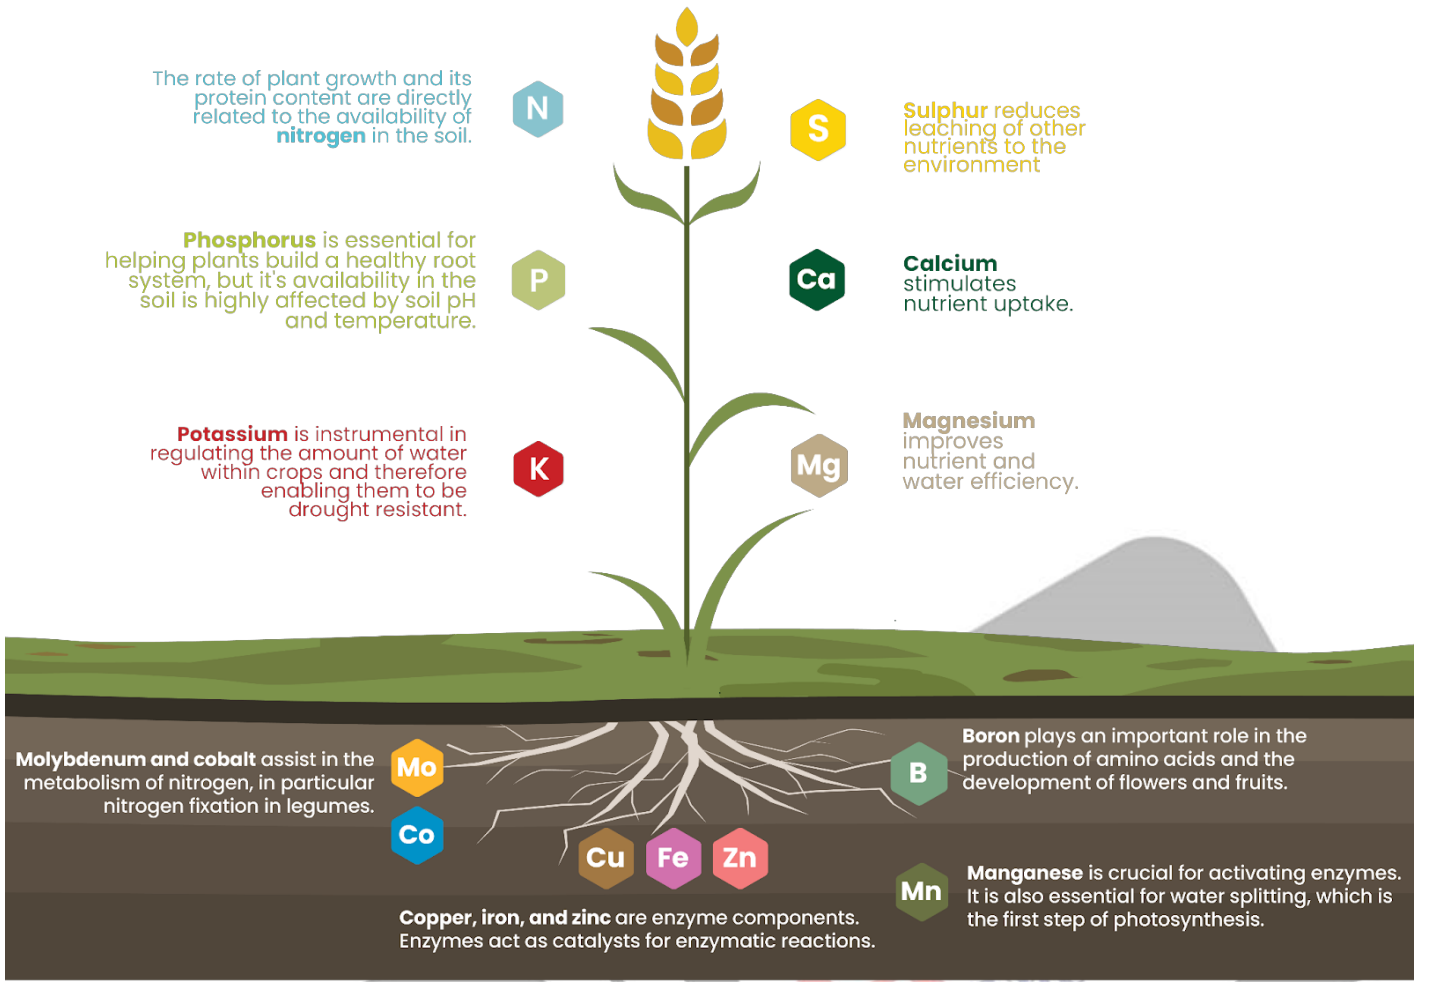 The rate of plant growth and its
protein content are directly
related to the availability of
nitrogen in the soil.
N
S
Sulphur reduces
leaching of other
nutrients to the
environment
Phosphorus is essential for
helping plants build a healthy root
system, but it's availability in the
soil is highly affected by soil pH
and temperature.
P
Ca
Calcium
stimulates
nutrient uptake.
Potassium is instrumental in
regulating the amount of water
within crops and therefore
enabling them to be
drought resistant.
K
Mg
Magnesium
improves
nutrient and
water efficiency.
Molybdenum and cobalt assist in the
metabolism of nitrogen, in particular
nitrogen fixation in legumes.
Mo
Co
B
Boron plays an important role in the
production of amino acids and the
development of flowers and fruits.
Cu
Fe
Zn
Copper, iron, and zinc are enzyme components.
Enzymes act as catalysts for enzymatic reactions.
Mn
Manganese is crucial for activating enzymes.
It is also essential for water splitting, which is
the first step of photosynthesis.